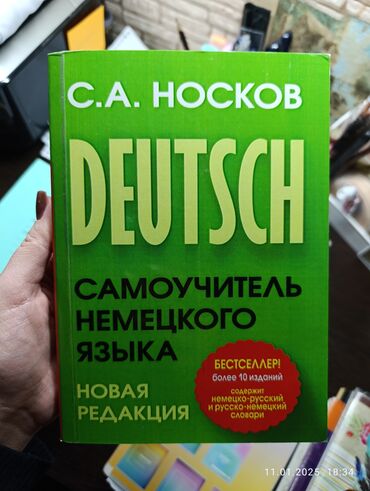 С.А. НОСКОВ
DEUTSCH
САМОУЧИТЕЛЬ
НЕМЕЦКОГО
ЯЗЫКА
НОВАЯ
РЕДАКЦИЯ
БЕСТСЕЛЛЕР!
более 10 изданий
содержит
немецко-русский
и русско-немецкий
словари
11.01.2025 18:34